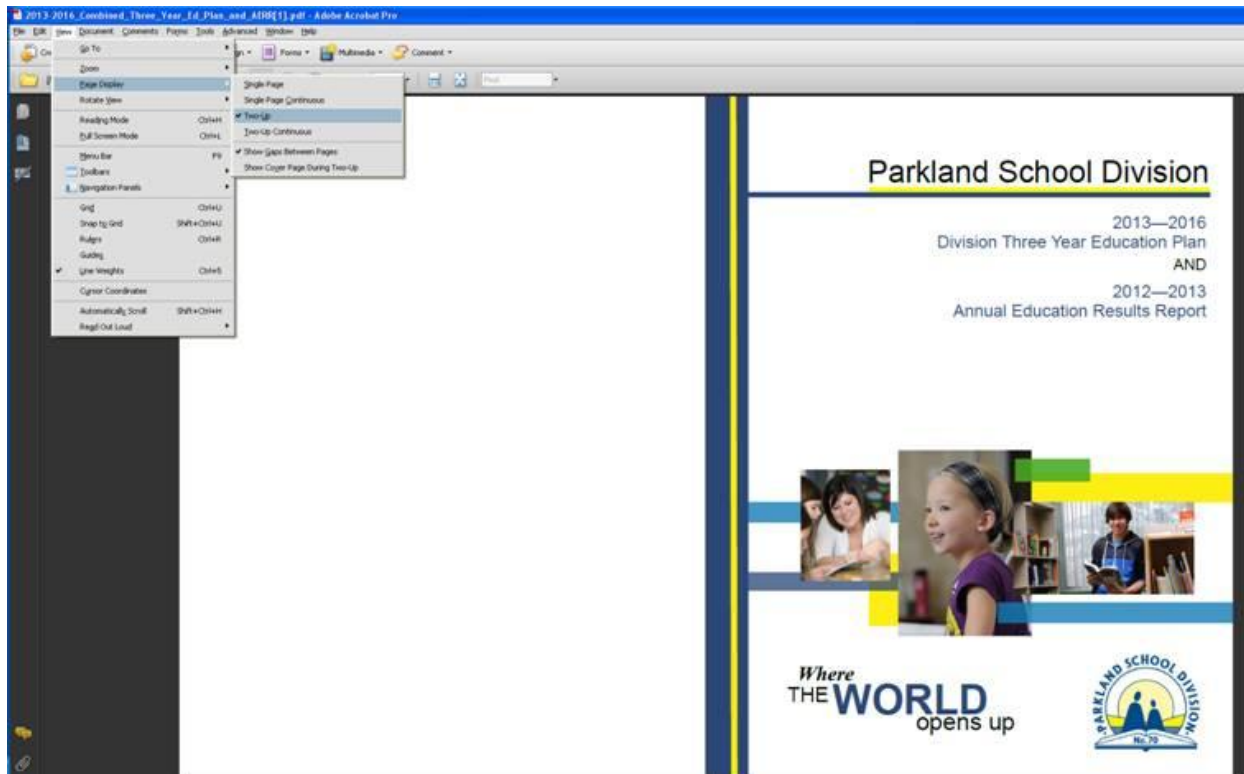 2013-2016_Combined_Three_Year_Ed_Plan_and_AERR[1].pdf - Adobe Acrobat Pro
File Edit View Document Comments Forms Tools Advanced Window Help
Forms Multimedia Comment
Find
Go To
Zoom
Page Display
Rotate View
Reading Mode Ctrl+H
Full Screen Mode Ctrl+L
Menu Bar F9
Toolbars
Navigation Panels
Grid Ctrl+U
Snap to Grid Shift+Ctrl+U
Rulers Ctrl+R
Guides
Line Weights Ctrl+5
Cursor Coordinates
Automatically Scroll Shift+Ctrl+H
Read Out Loud
Single Page
Single Page Continuous
Two-Up
Two-Up Continuous
Show Gaps Between Pages
Show Cover Page During Two-Up
Parkland School Division
2013—2016
Division Three Year Education Plan
AND
2012—2013
Annual Education Results Report
Where
THE WORLD
opens up
PARKLAND SCHOOL DIVISION
No. 70